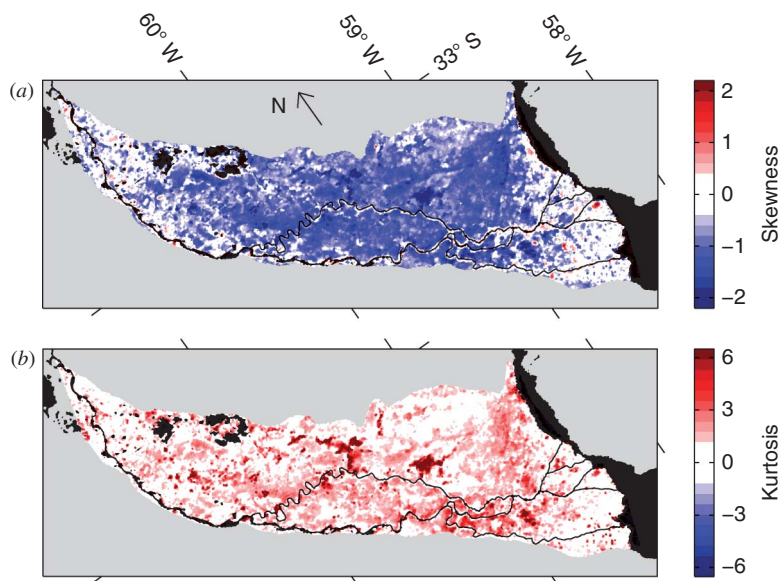 60° W
59° W
33° S
58° W
(a)
N
2
1
0
−1
−2
Skewness
(b)
6
3
0
−3
−6
Kurtosis